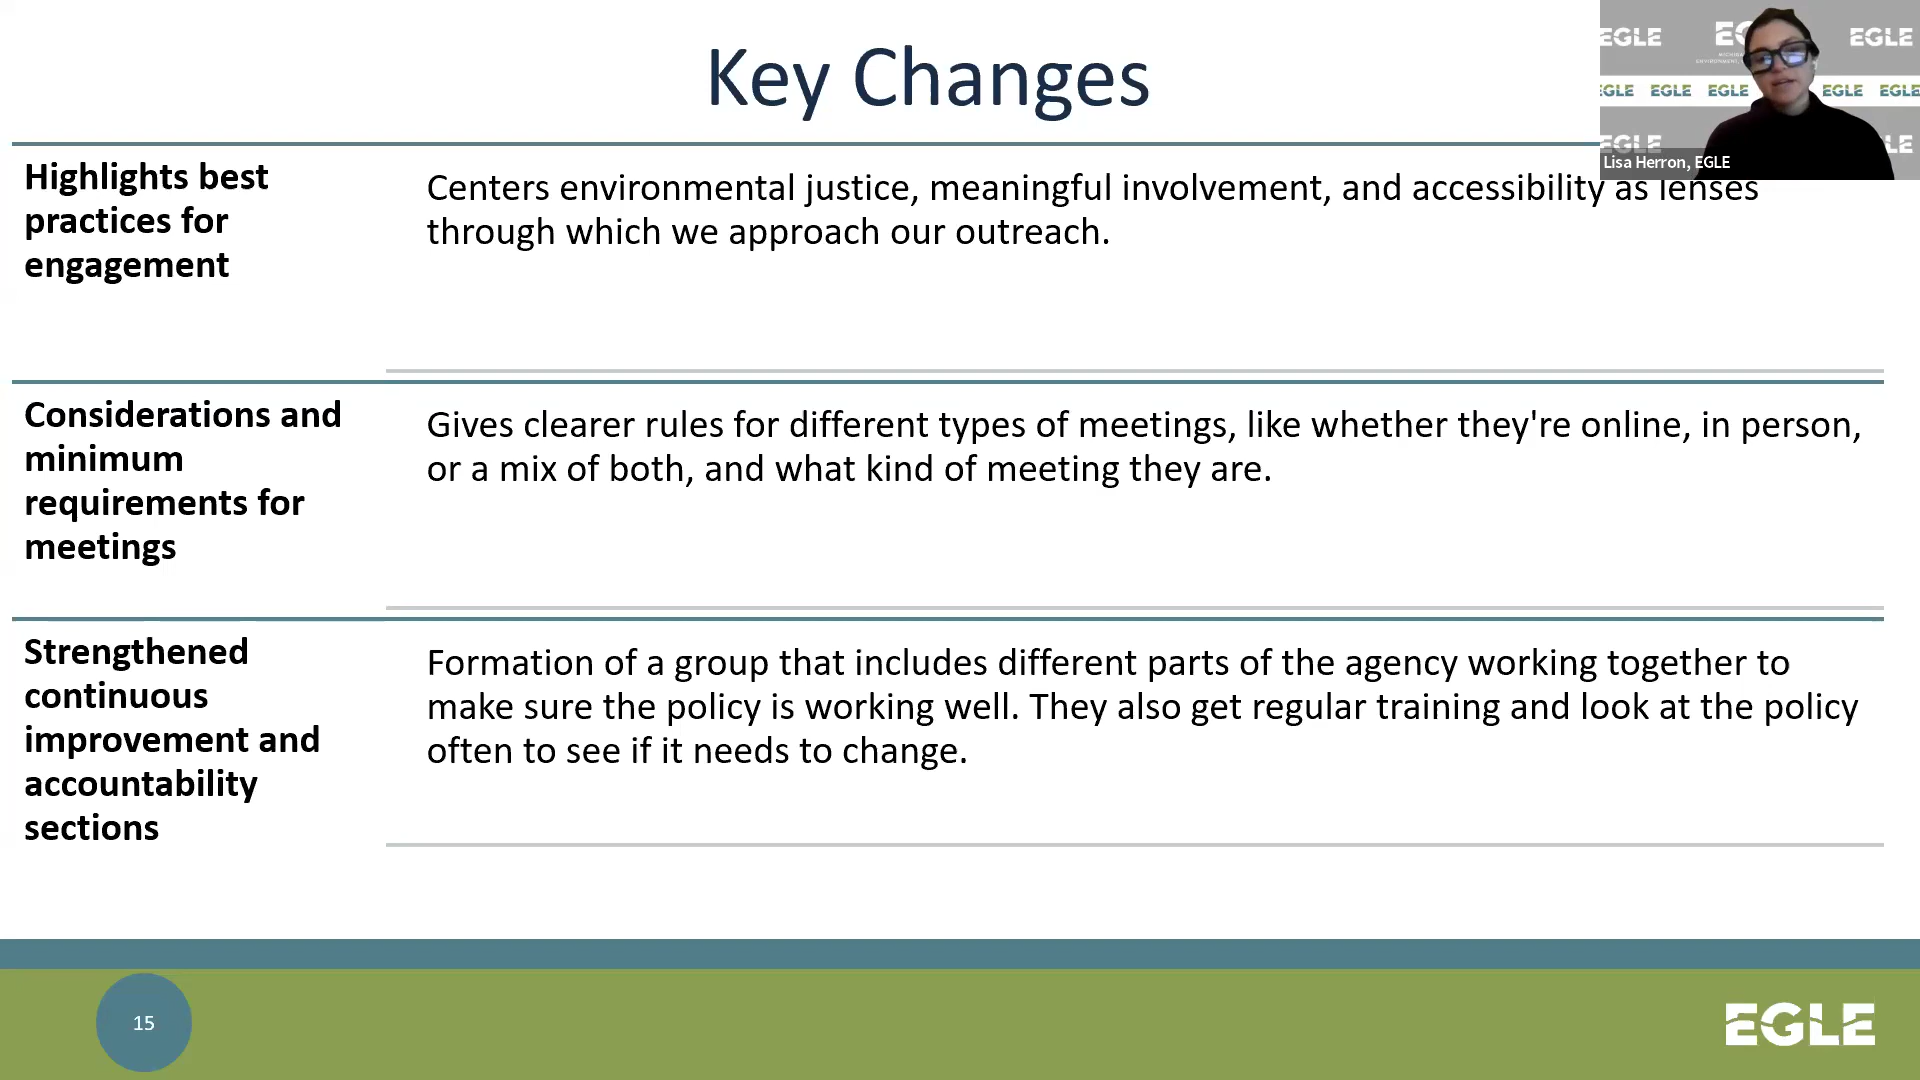 Key Changes
EGLE
EGLE
EGLE EGLE EGLE EGLE EGLE
EGLE
Lisa Herron, EGLE
Highlights best
practices for
engagement
Centers environmental justice, meaningful involvement, and accessibility as lenses
through which we approach our outreach.
Considerations and
minimum
requirements for
meetings
Gives clearer rules for different types of meetings, like whether they're online, in person,
or a mix of both, and what kind of meeting they are.
Strengthened
continuous
improvement and
accountability
sections
Formation of a group that includes different parts of the agency working together to
make sure the policy is working well. They also get regular training and look at the policy
often to see if it needs to change.
15
EGLE